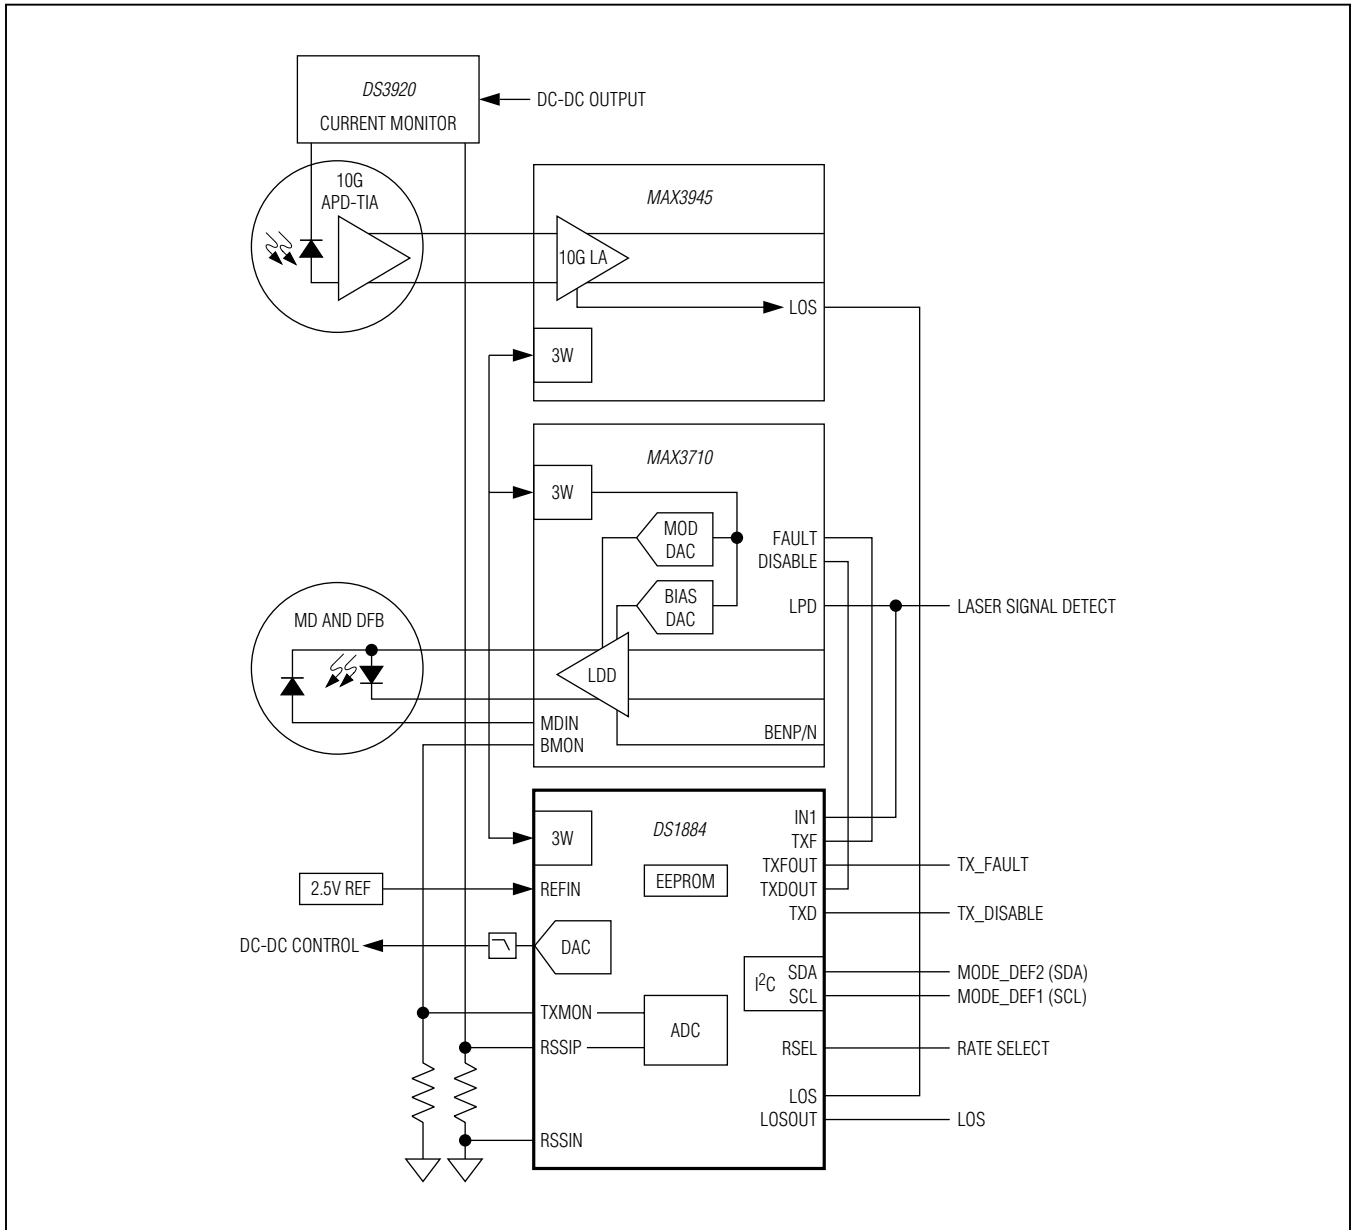 DS3920
CURRENT MONITOR
DC-DC OUTPUT
10G
APD-TIA
MAX3945
10G LA
LOS
3W
MAX3710
3W
MOD
DAC
BIAS
DAC
FAULT
DISABLE
LPD
LASER SIGNAL DETECT
MD AND DFB
LDD
MDIN
BMON
BENP/N
DS1884
3W
EEPROM
2.5V REF
REFIN
DC-DC CONTROL
DAC
TXMON
RSSIP
ADC
RSSIN
IN1
TXF
TXFOUT
TX_FAULT
TXDOUT
TXD
TX_DISABLE
I²C
SDA
MODE_DEF2 (SDA)
SCL
MODE_DEF1 (SCL)
RSEL
RATE SELECT
LOS
LOSOUT
LOS